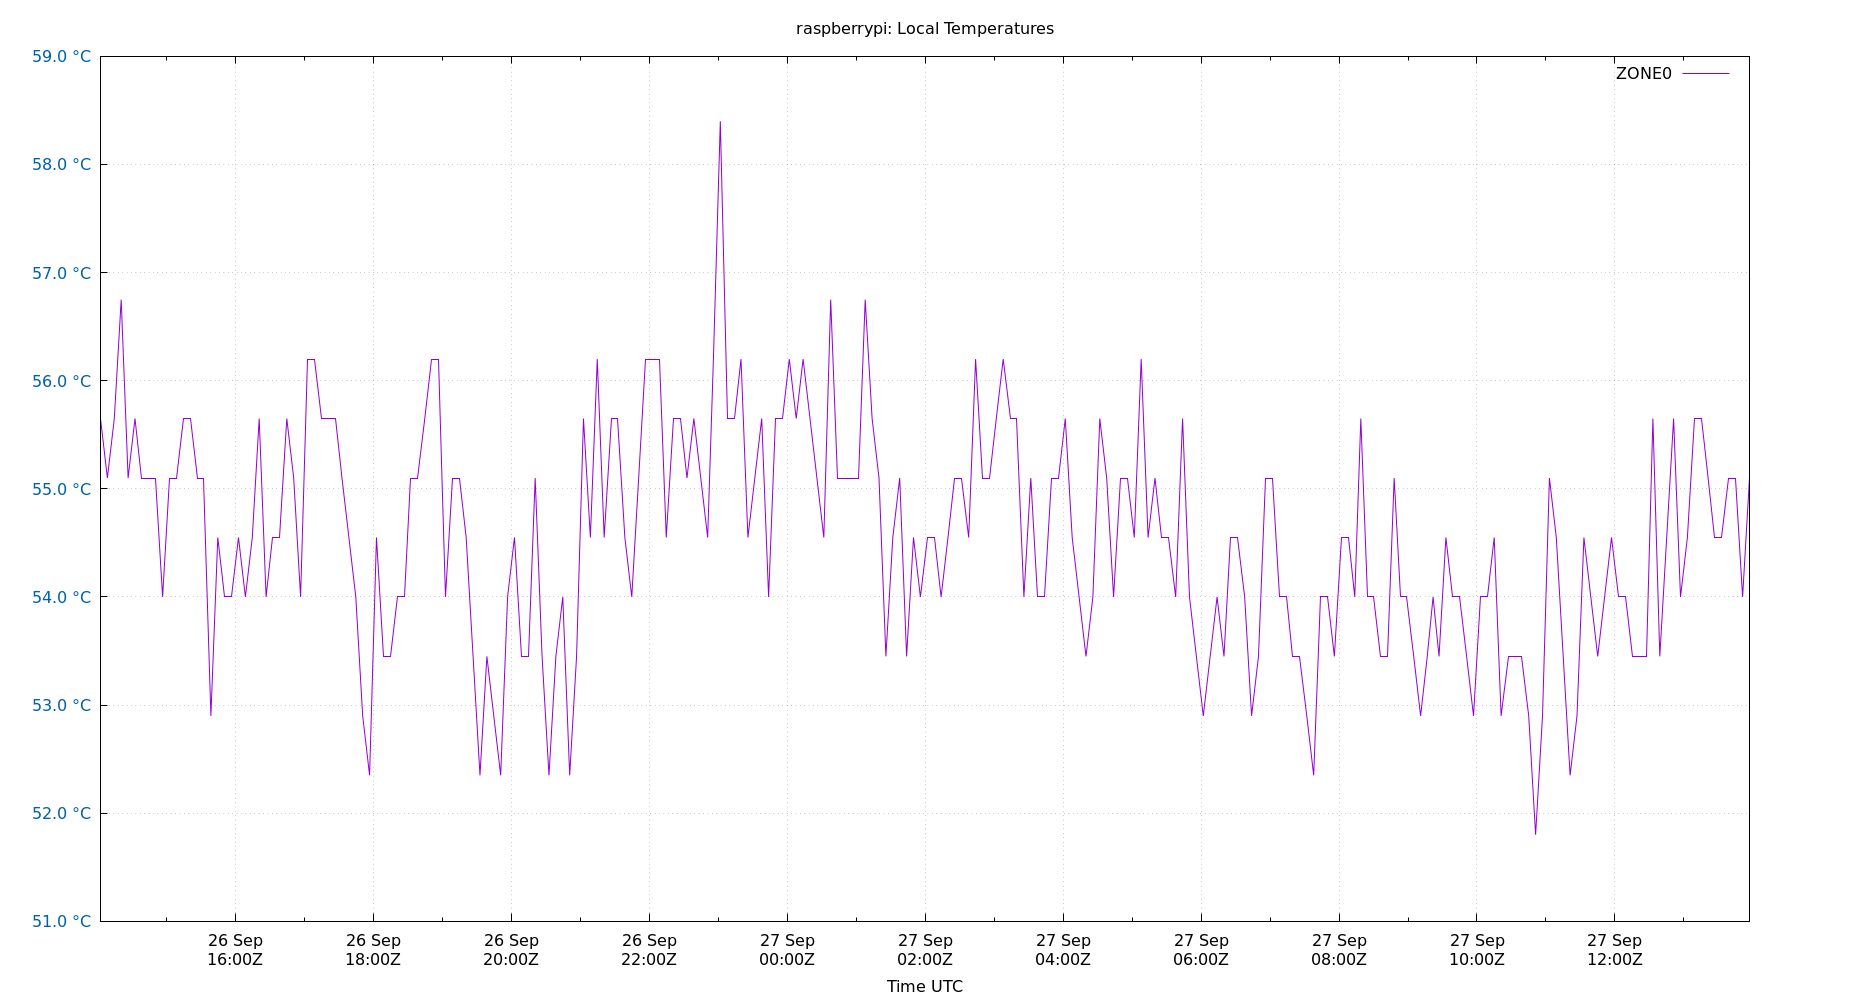 raspberrypi: Local Temperatures
59.0 °C
ZONE0
58.0 °C
57.0 °C
56.0 °C
55.0 °C
54.0 °C
53.0 °C
52.0 °C
51.0 °C
26 Sep 26 Sep 26 Sep 26 Sep 27 Sep 27 Sep 27 Sep 27 Sep 27 Sep 27 Sep 27 Sep
16:00Z 18:00Z 20:00Z 22:00Z 00:00Z 02:00Z 04:00Z 06:00Z 08:00Z 10:00Z 12:00Z
Time UTC